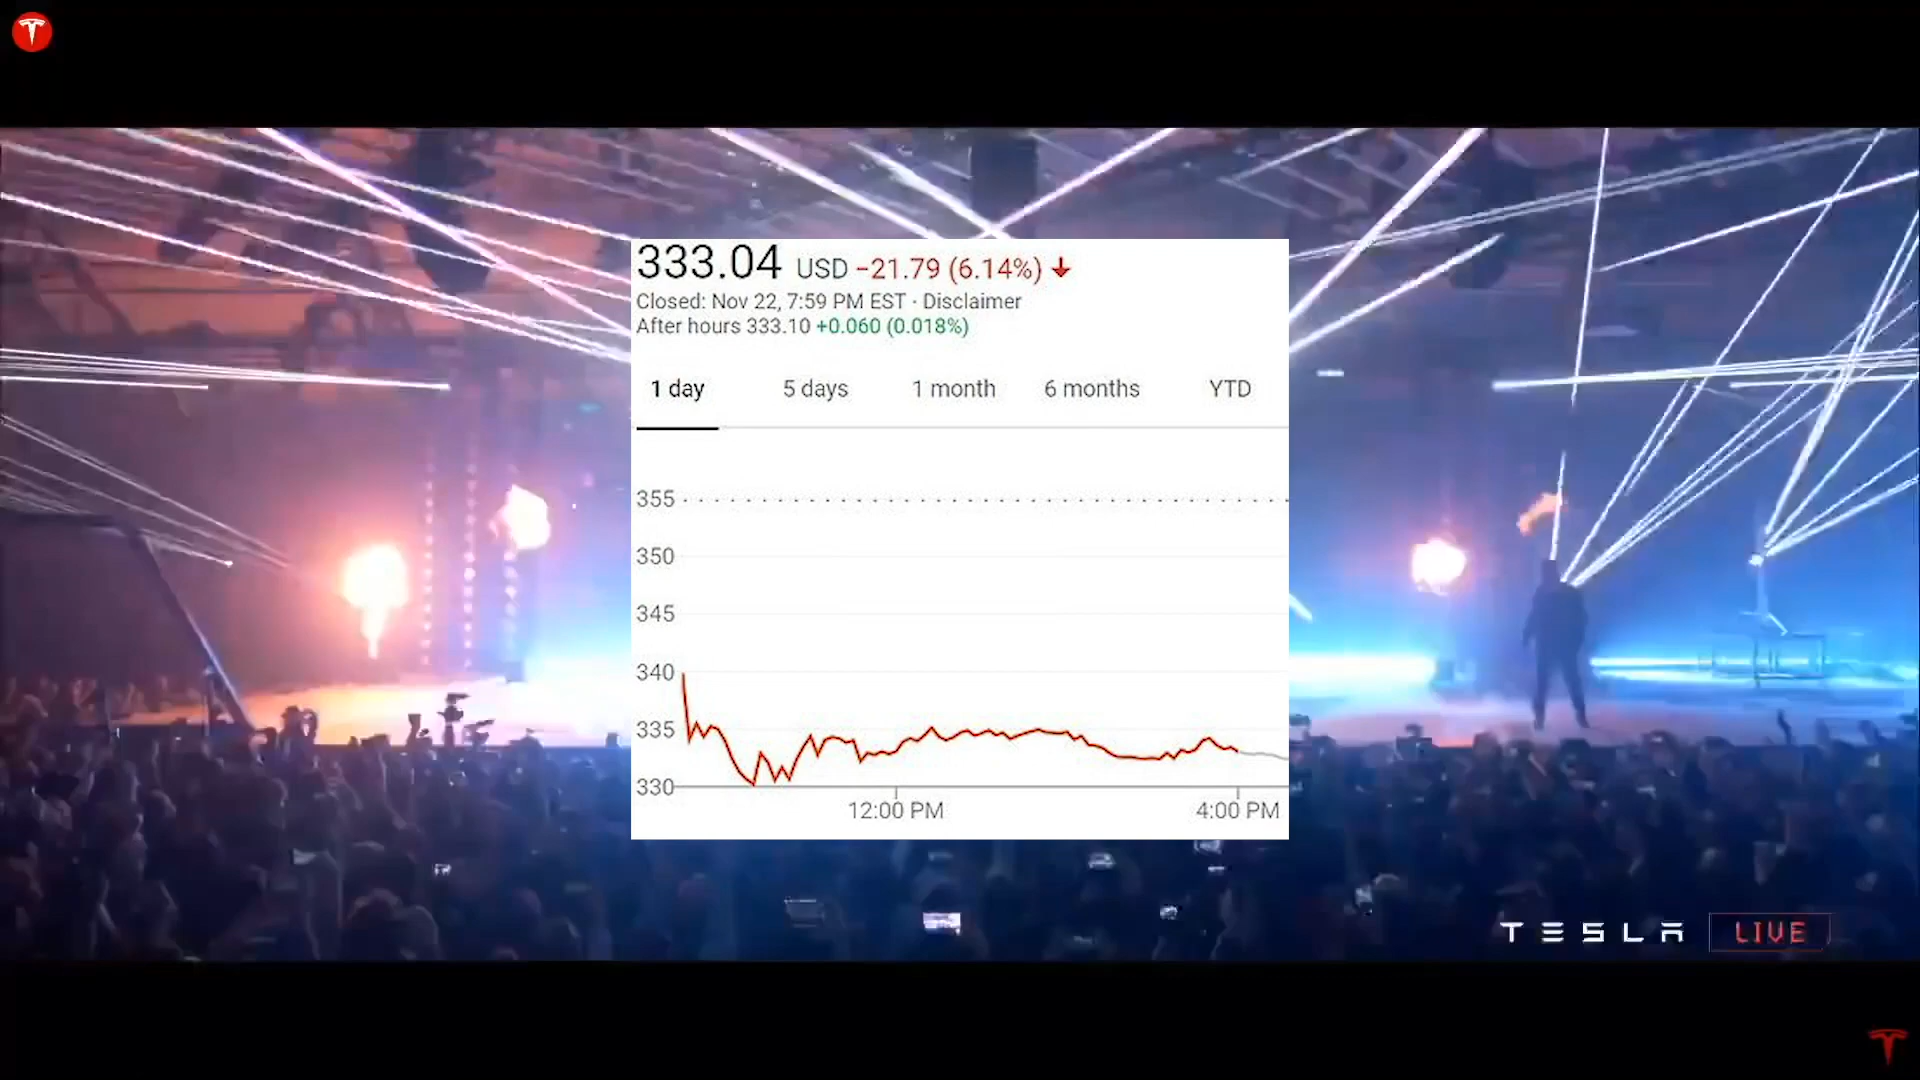 333.04 USD −21.79 (6.14%)
Closed: Nov 22, 7:59 PM EST · Disclaimer
After hours 333.10 +0.060 (0.018%)
1 day 5 days 1 month 6 months YTD
355
350
345
340
335
330
12:00 PM 4:00 PM
TESLA LIVE